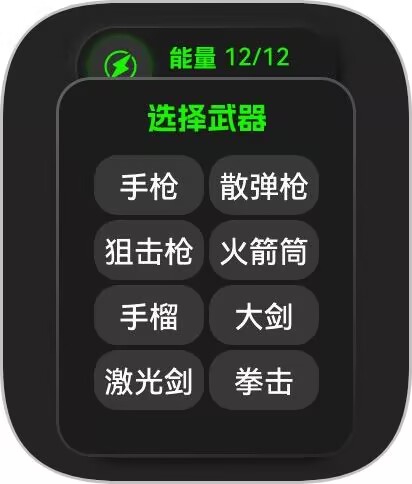 能量 12/12
选择武器
手枪 散弹枪
狙击枪 火箭筒
手榴 大剑
激光剑 拳击